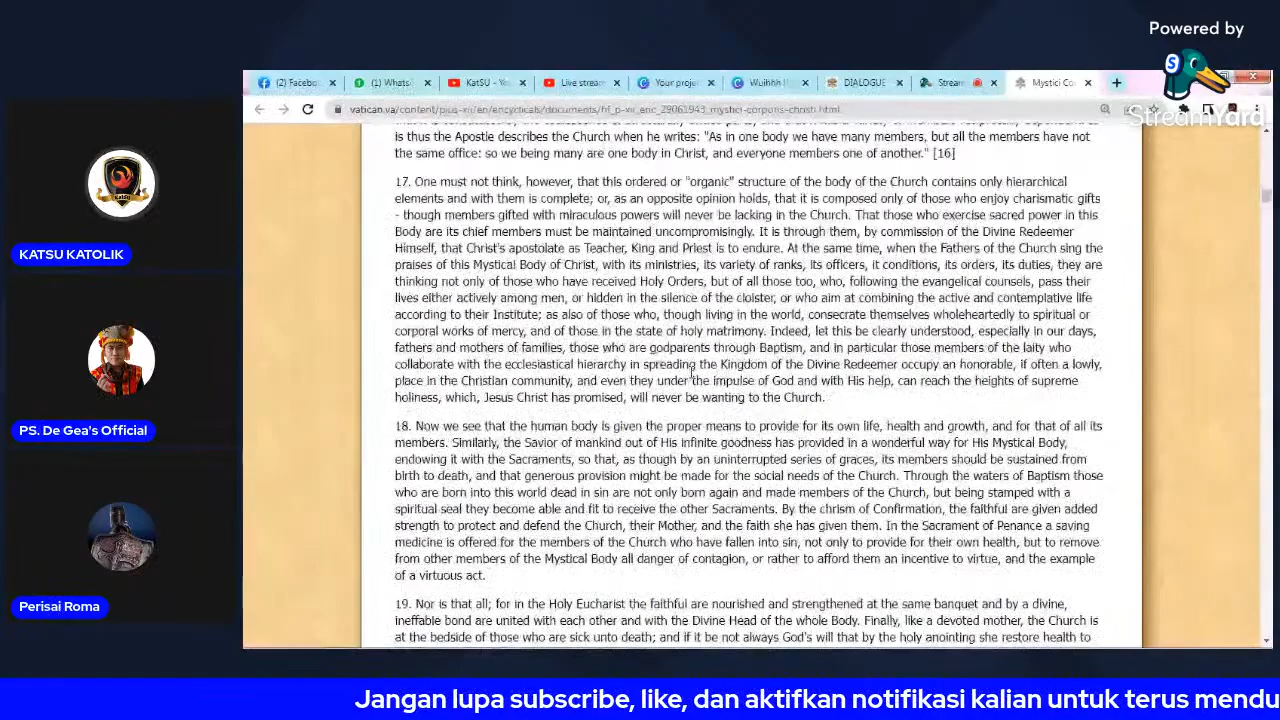 Powered by
StreamYard
(2) Facebo
(1) Whats
KatSU - Yo
Live stream
Your proje
Wuihhh
DIALOGUE
Stream
Mystici Co
vatican.va/content/pius-xii/en/encyclicals/documents/hf_p-xii_enc_29061943_mystici-corporis-christi.html
is thus the Apostle describes the Church when he writes: "As in one body we have many members, but all the members have not
the same office: so we being many are one body in Christ, and everyone members one of another." [16]
17. One must not think, however, that this ordered or "organic" structure of the body of the Church contains only hierarchical
elements and with them is complete; or, as an opposite opinion holds, that it is composed only of those who enjoy charismatic gifts
- though members gifted with miraculous powers will never be lacking in the Church. That those who exercise sacred power in this
Body are its chief members must be maintained uncompromisingly. It is through them, by commission of the Divine Redeemer
Himself, that Christ's apostolate as Teacher, King and Priest is to endure. At the same time, when the Fathers of the Church sing the
praises of this Mystical Body of Christ, with its ministries, its variety of ranks, its officers, it conditions, its orders, its duties, they are
thinking not only of those who have received Holy Orders, but of all those too, who, following the evangelical counsels, pass their
lives either actively among men, or hidden in the silence of the cloister, or who aim at combining the active and contemplative life
according to their Institute; as also of those who, though living in the world, consecrate themselves wholeheartedly to spiritual or
corporal works of mercy, and of those in the state of holy matrimony. Indeed, let this be clearly understood, especially in our days,
fathers and mothers of families, those who are godparents through Baptism, and in particular those members of the laity who
collaborate with the ecclesiastical hierarchy in spreading the Kingdom of the Divine Redeemer occupy an honorable, if often a lowly,
place in the Christian community, and even they under the impulse of God and with His help, can reach the heights of supreme
holiness, which, Jesus Christ has promised, will never be wanting to the Church.
18. Now we see that the human body is given the proper means to provide for its own life, health and growth, and for that of all its
members. Similarly, the Savior of mankind out of His infinite goodness has provided in a wonderful way for His Mystical Body,
endowing it with the Sacraments, so that, as though by an uninterrupted series of graces, its members should be sustained from
birth to death, and that generous provision might be made for the social needs of the Church. Through the waters of Baptism those
who are born into this world dead in sin are not only born again and made members of the Church, but being stamped with a
spiritual seal they become able and fit to receive the other Sacraments. By the chrism of Confirmation, the faithful are given added
strength to protect and defend the Church, their Mother, and the faith she has given them. In the Sacrament of Penance a saving
medicine is offered for the members of the Church who have fallen into sin, not only to provide for their own health, but to remove
from other members of the Mystical Body all danger of contagion, or rather to afford them an incentive to virtue, and the example
of a virtuous act.
19. Nor is that all; for in the Holy Eucharist the faithful are nourished and strengthened at the same banquet and by a divine,
ineffable bond are united with each other and with the Divine Head of the whole Body. Finally, like a devoted mother, the Church is
at the bedside of those who are sick unto death; and if it be not always God's will that by the holy anointing she restore health to
KATSU KATOLIK
PS. De Gea's Official
Perisai Roma
Jangan lupa subscribe, like, dan aktifkan notifikasi kalian untuk terus mendu